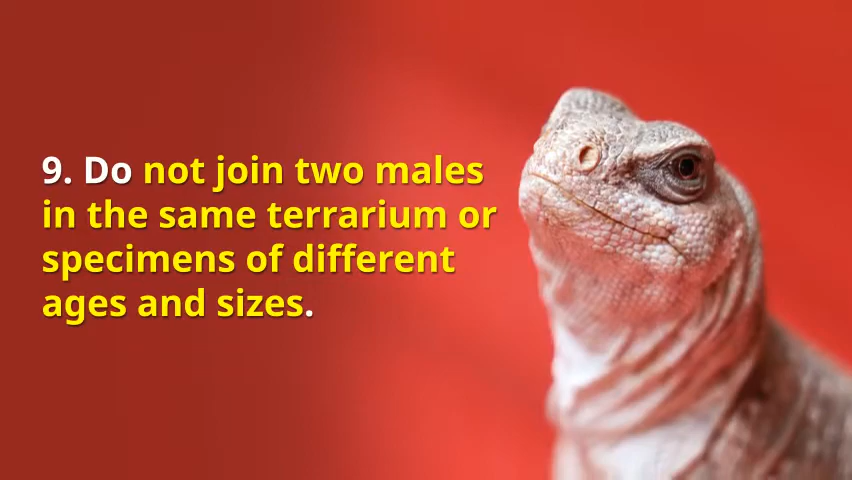 9. Do not join two males
in the same terrarium or
specimens of different
ages and sizes.